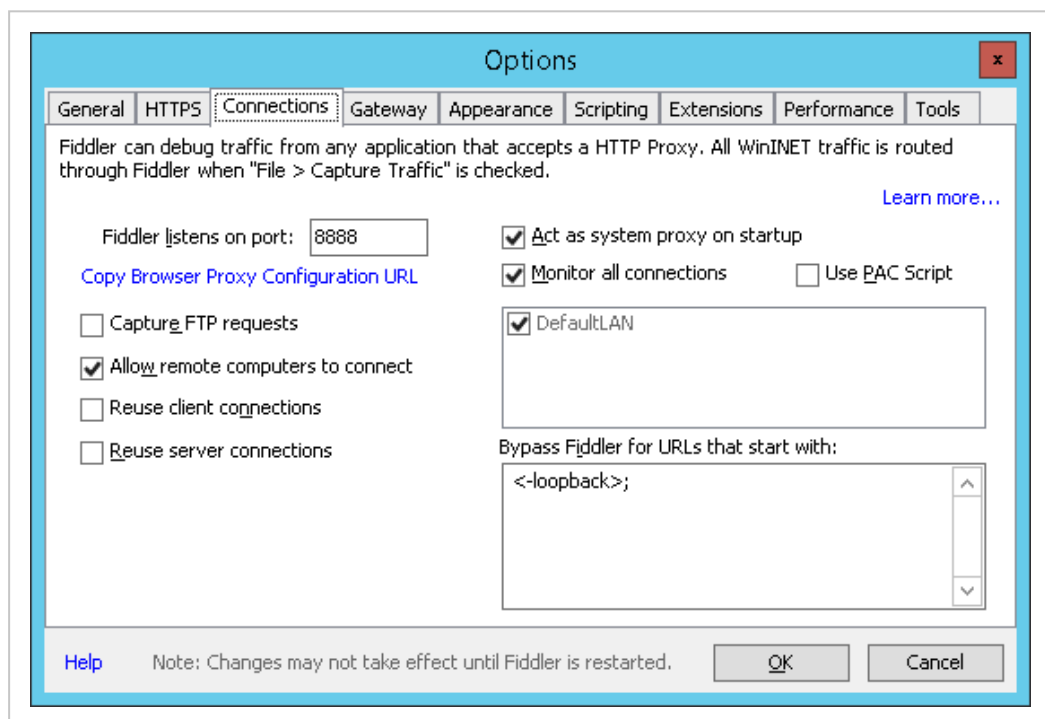 Options
x
General HTTPS Connections Gateway Appearance Scripting Extensions Performance Tools
Fiddler can debug traffic from any application that accepts a HTTP Proxy. All WinINET traffic is routed
through Fiddler when "File > Capture Traffic" is checked.
Learn more...
Fiddler listens on port: 8888
Copy Browser Proxy Configuration URL
Capture FTP requests
Allow remote computers to connect
Reuse client connections
Reuse server connections
Act as system proxy on startup
Monitor all connections Use PAC Script
DefaultLAN
Bypass Fiddler for URLs that start with:
<-loopback>;
Help Note: Changes may not take effect until Fiddler is restarted. OK Cancel